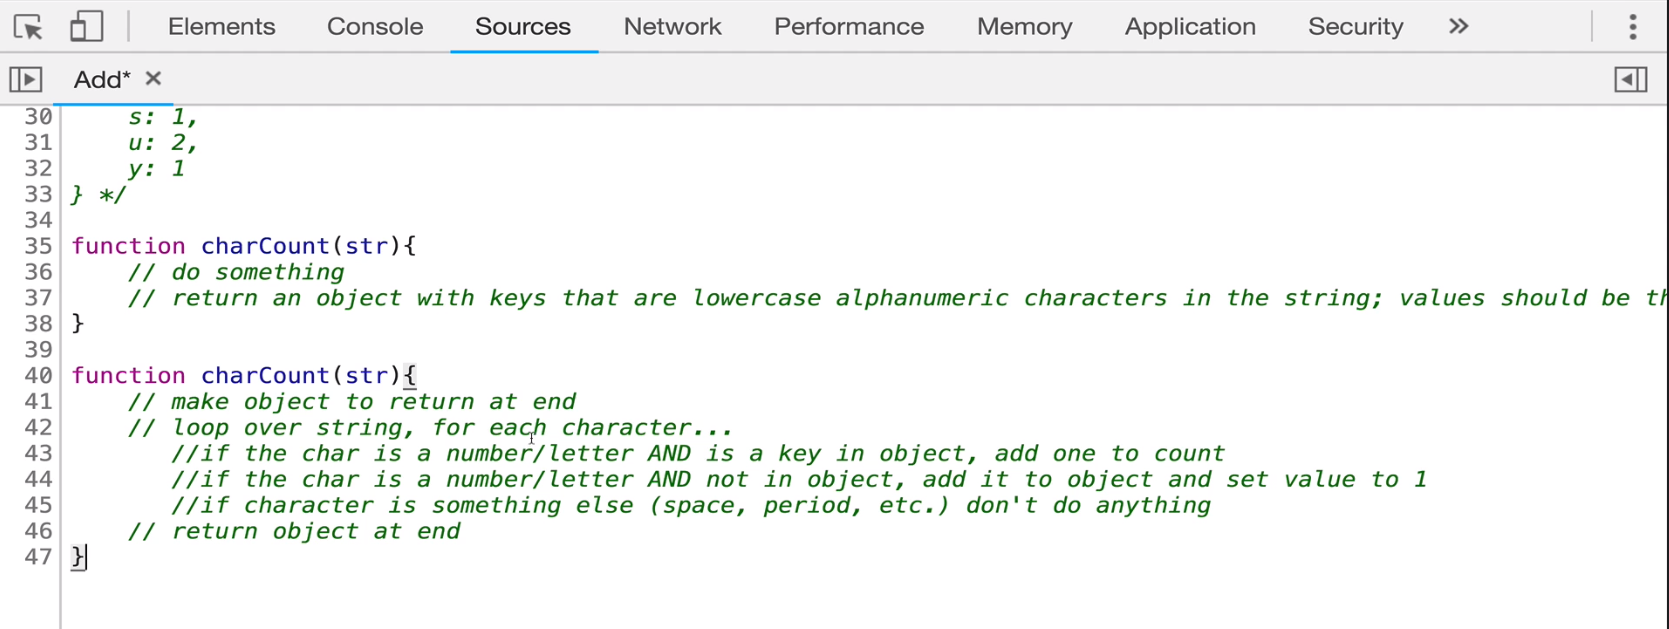 Elements Console Sources Network Performance Memory Application Security »
Add* ×
30 s: 1,
31 u: 2,
32 y: 1
33 } */
34
35 function charCount(str){
36 // do something
37 // return an object with keys that are lowercase alphanumeric characters in the string; values should be
38 }
39
40 function charCount(str){
41 // make object to return at end
42 // loop over string, for each character...
43 //if the char is a number/letter AND is a key in object, add one to count
44 //if the char is a number/letter AND not in object, add it to object and set value to 1
45 //if character is something else (space, period, etc.) don't do anything
46 // return object at end
47 }